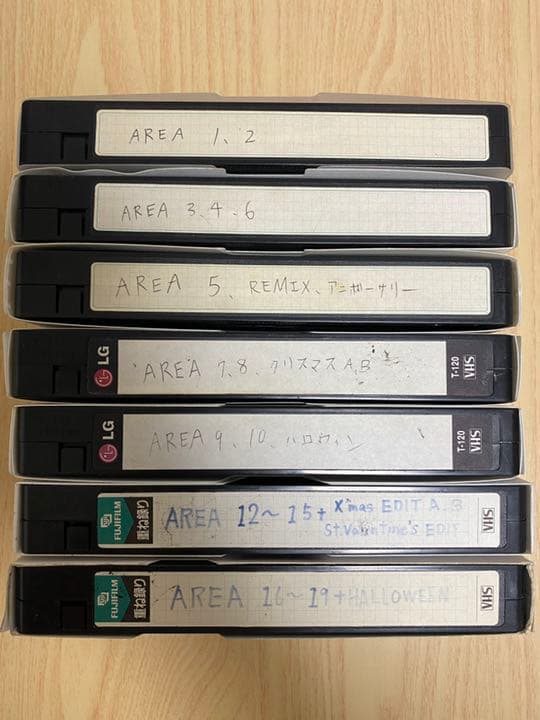 AREA 1、2
AREA 3、4、6
AREA 5、REMIX、アニボーサリー
LG
AREA 7、8、クリスマスA,B
T-120
VHS
LG
AREA 9、10、ハロウィン
T-120
VHS
FUJIFILM
重ね録り
AREA 12～15+
X'mas EDIT A.B
St.Valentine's EDIT
VHS
FUJIFILM
重ね録り
AREA 16～19+HALLOWEEN
VHS